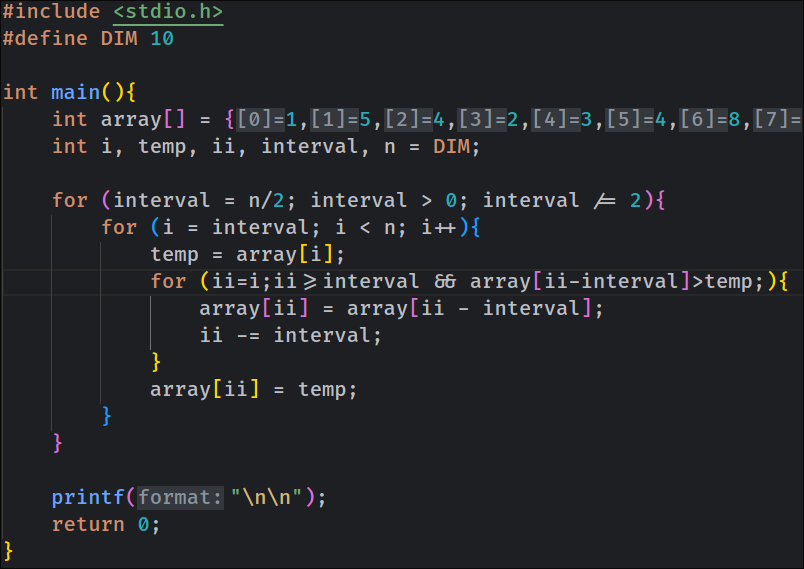 #include <stdio.h>
#define DIM 10
int main(){
int array[] = {[0]=1,[1]=5,[2]=4,[3]=2,[4]=3,[5]=4,[6]=8,[7]=
int i, temp, ii, interval, n = DIM;
for (interval = n/2; interval > 0; interval /= 2){
for (i = interval; i < n; i++){
temp = array[i];
for (ii=i;ii>=interval && array[ii-interval]>temp;){
array[ii] = array[ii - interval];
ii -= interval;
}
array[ii] = temp;
}
}
printf(format: "\n\n");
return 0;
}